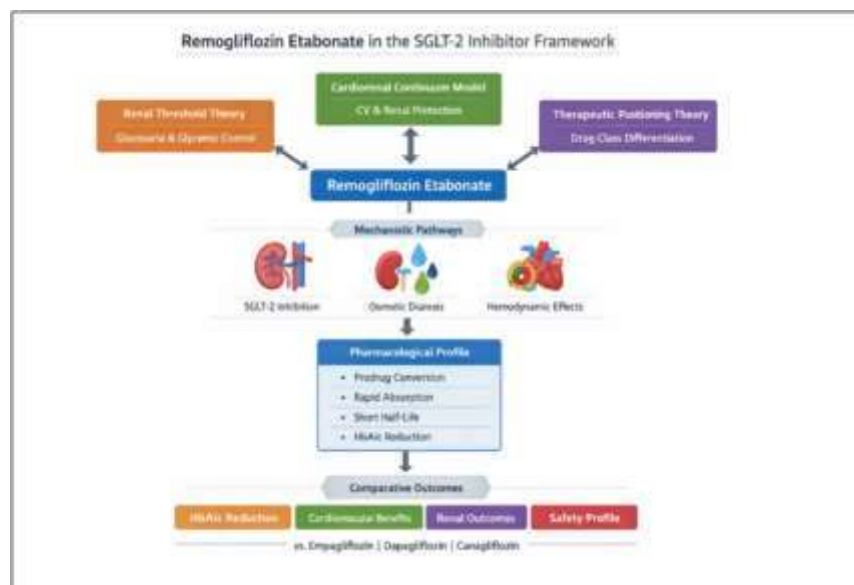 Remogliflozin Etabonate in the SGLT-2 Inhibitor Framework
Cardiorenal Continuum Model
CV & Renal Protection
Renal Threshold Theory
Glucosuria & Glycemic Control
Therapeutic Positioning Theory
Drug Class Differentiation
Remogliflozin Etabonate
Mechanistic Pathways
SGLT-2 Inhibition
Osmotic Diuresis
Hemodynamic Effects
Pharmacological Profile
• Prodrug Conversion
• Rapid Absorption
• Short Half-Life
• HbA1c Reduction
Comparative Outcomes
HbA1c Reduction
Cardiovascular Benefits
Renal Outcomes
Safety Profile
vs. Empagliflozin | Dapagliflozin | Canagliflozin